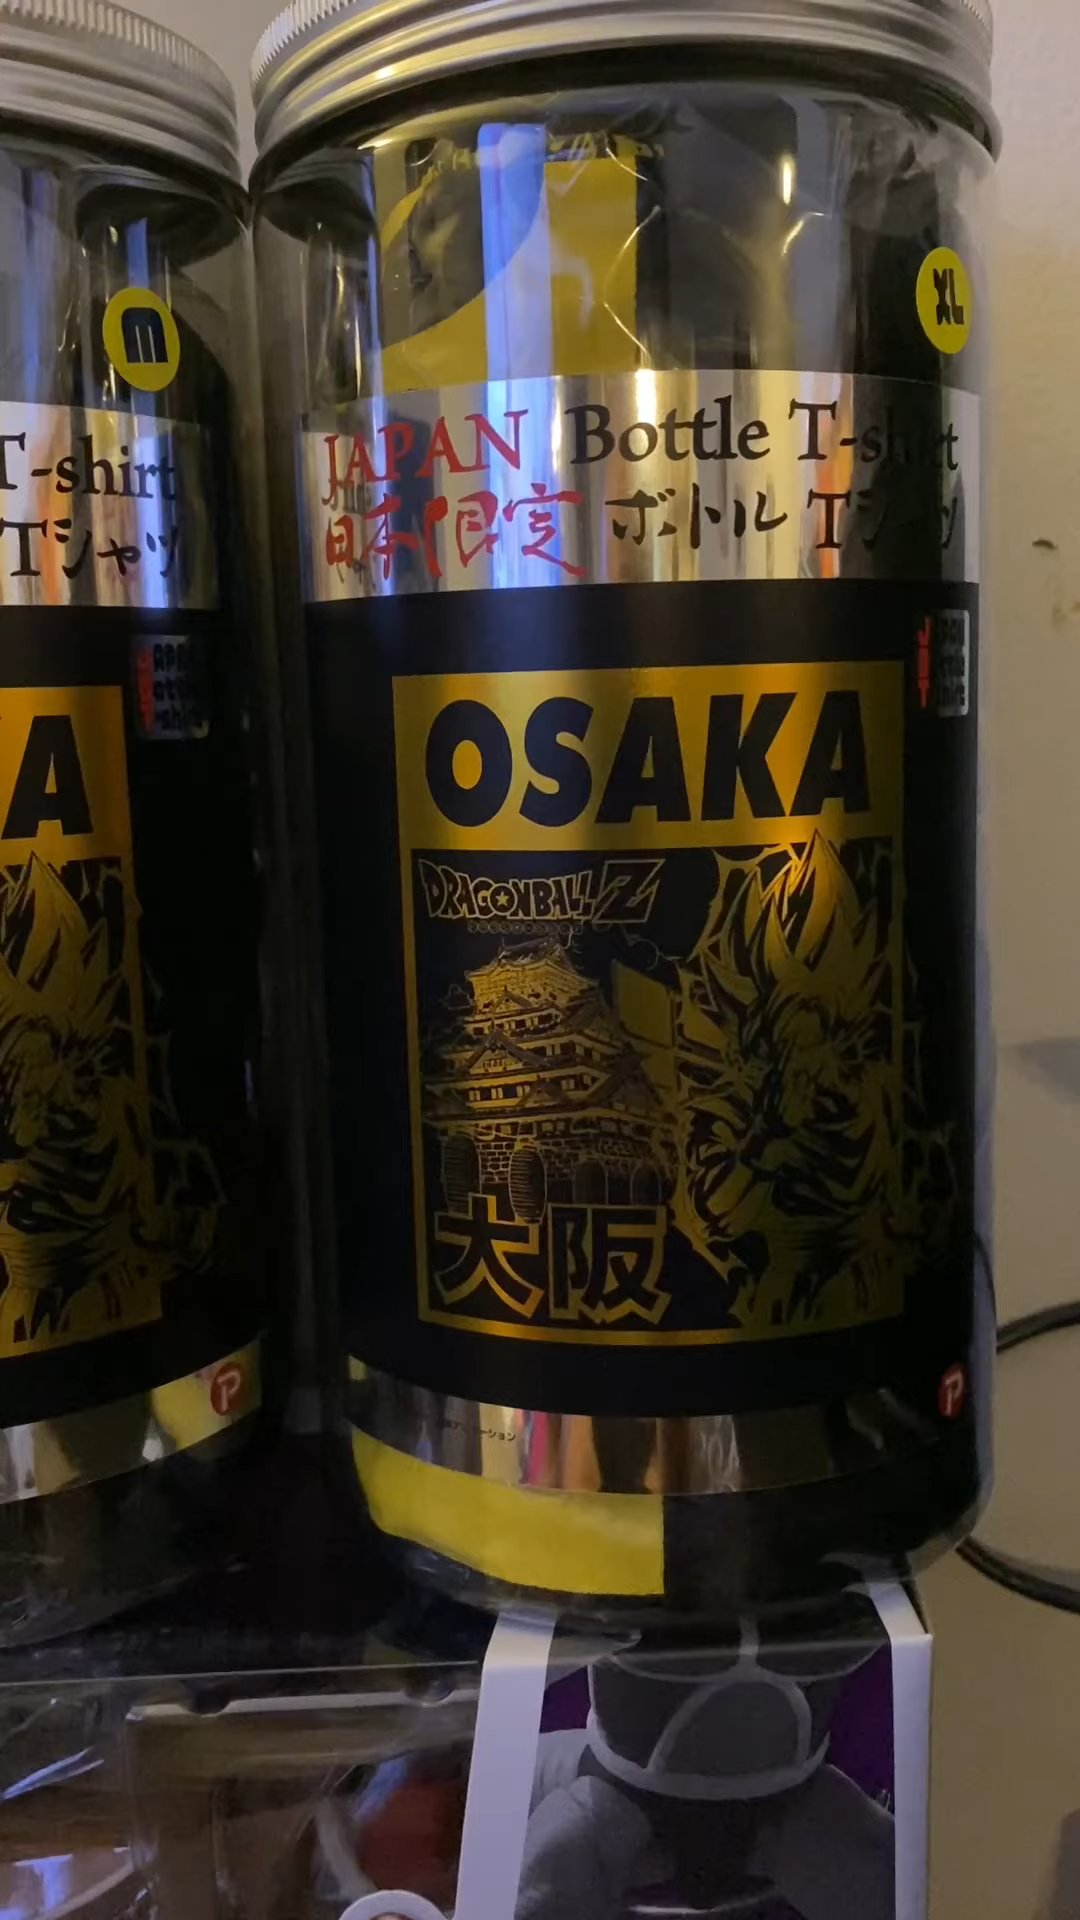 M
T-shirt
Tシャツ
A
XL
JAPAN Bottle T-shirt
日本限定 ボトル Tシャツ
OSAKA
DRAGONBALL Z
大阪
P
P